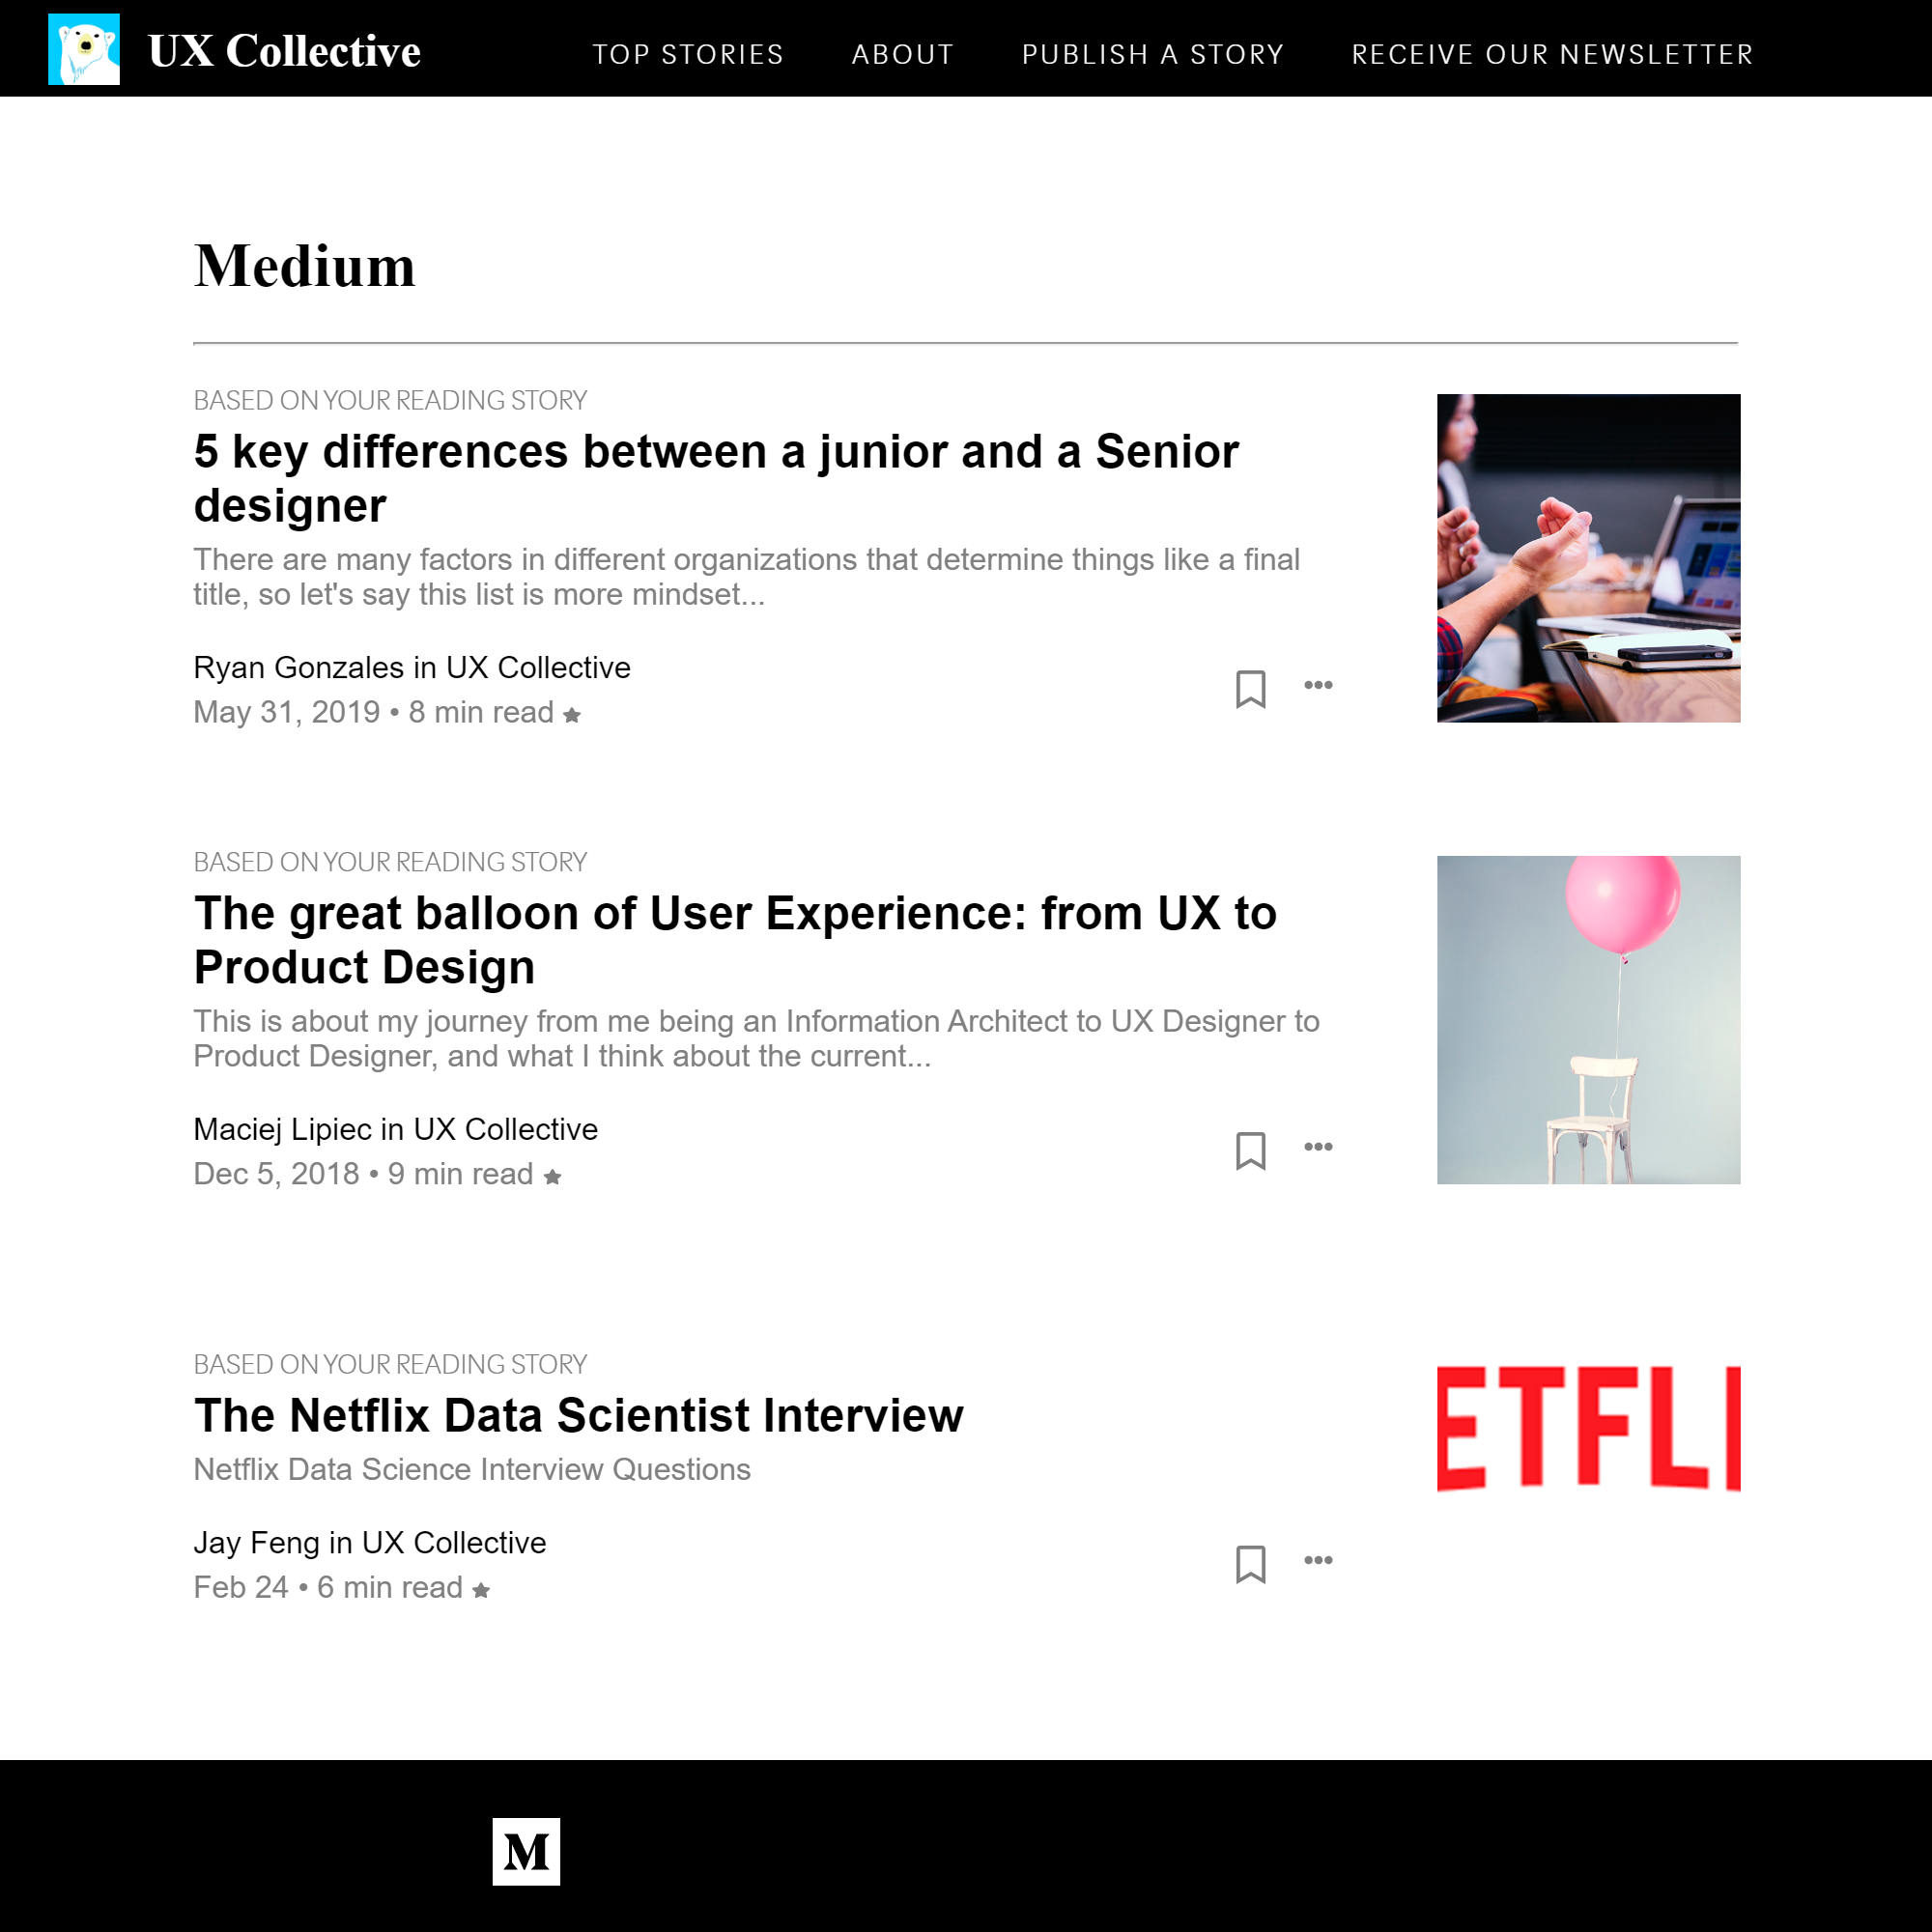 UX Collective
TOP STORIES
ABOUT
PUBLISH A STORY
RECEIVE OUR NEWSLETTER
Medium
BASED ON YOUR READING STORY
5 key differences between a junior and a Senior
designer
There are many factors in different organizations that determine things like a final
title, so let's say this list is more mindset...
Ryan Gonzales in UX Collective
May 31, 2019 • 8 min read ★
BASED ON YOUR READING STORY
The great balloon of User Experience: from UX to
Product Design
This is about my journey from me being an Information Architect to UX Designer to
Product Designer, and what I think about the current...
Maciej Lipiec in UX Collective
Dec 5, 2018 • 9 min read ★
BASED ON YOUR READING STORY
The Netflix Data Scientist Interview
Netflix Data Science Interview Questions
ETFLI
Jay Feng in UX Collective
Feb 24 • 6 min read ★
M